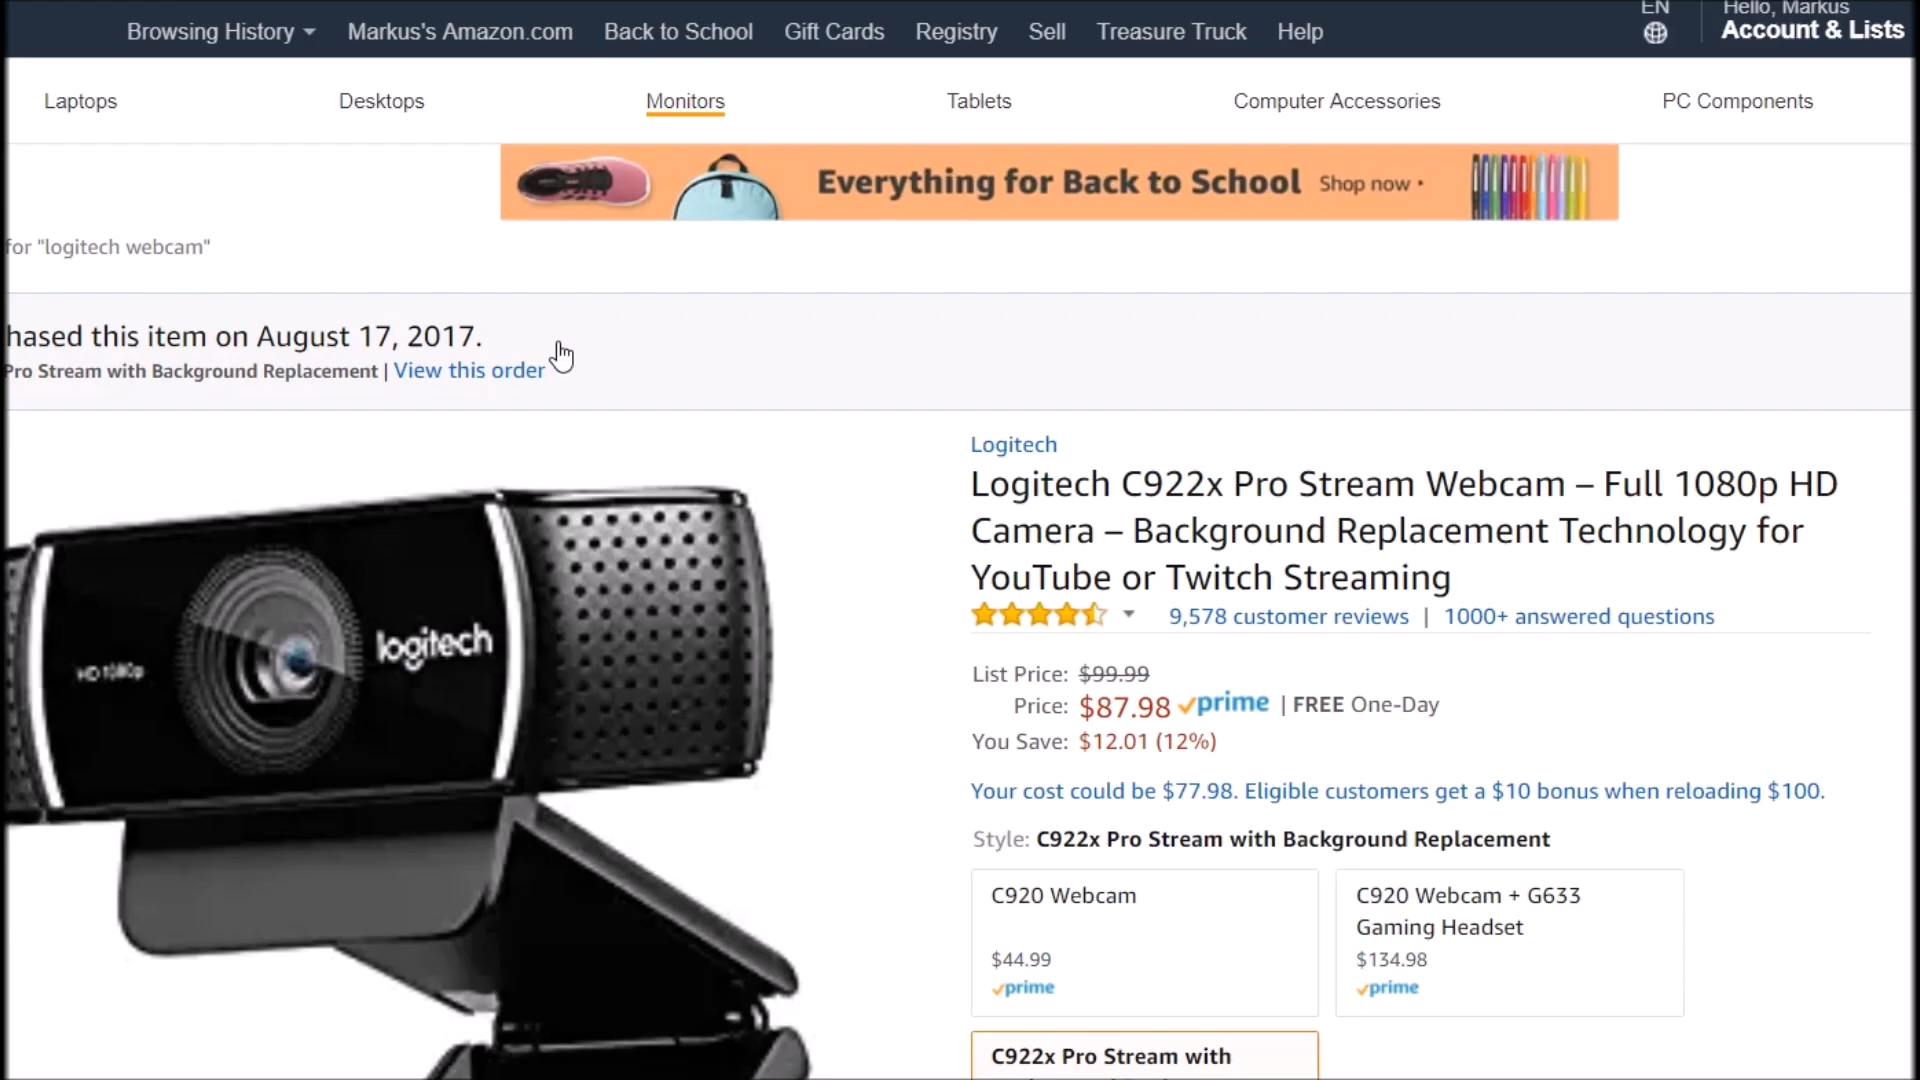 EN
Hello, Markus
Browsing History Markus's Amazon.com Back to School Gift Cards Registry Sell Treasure Truck Help
Account & Lists
Laptops Desktops Monitors Tablets Computer Accessories PC Components
Everything for Back to School Shop now
for "logitech webcam"
hased this item on August 17, 2017.
Pro Stream with Background Replacement | View this order
Logitech
Logitech C922x Pro Stream Webcam – Full 1080p HD
Camera – Background Replacement Technology for
YouTube or Twitch Streaming
9,578 customer reviews | 1000+ answered questions
HD 1080p
logitech
List Price: $99.99
Price: $87.98 prime | FREE One-Day
You Save: $12.01 (12%)
Your cost could be $77.98. Eligible customers get a $10 bonus when reloading $100.
Style: C922x Pro Stream with Background Replacement
C920 Webcam
$44.99
prime
C920 Webcam + G633
Gaming Headset
$134.98
prime
C922x Pro Stream with